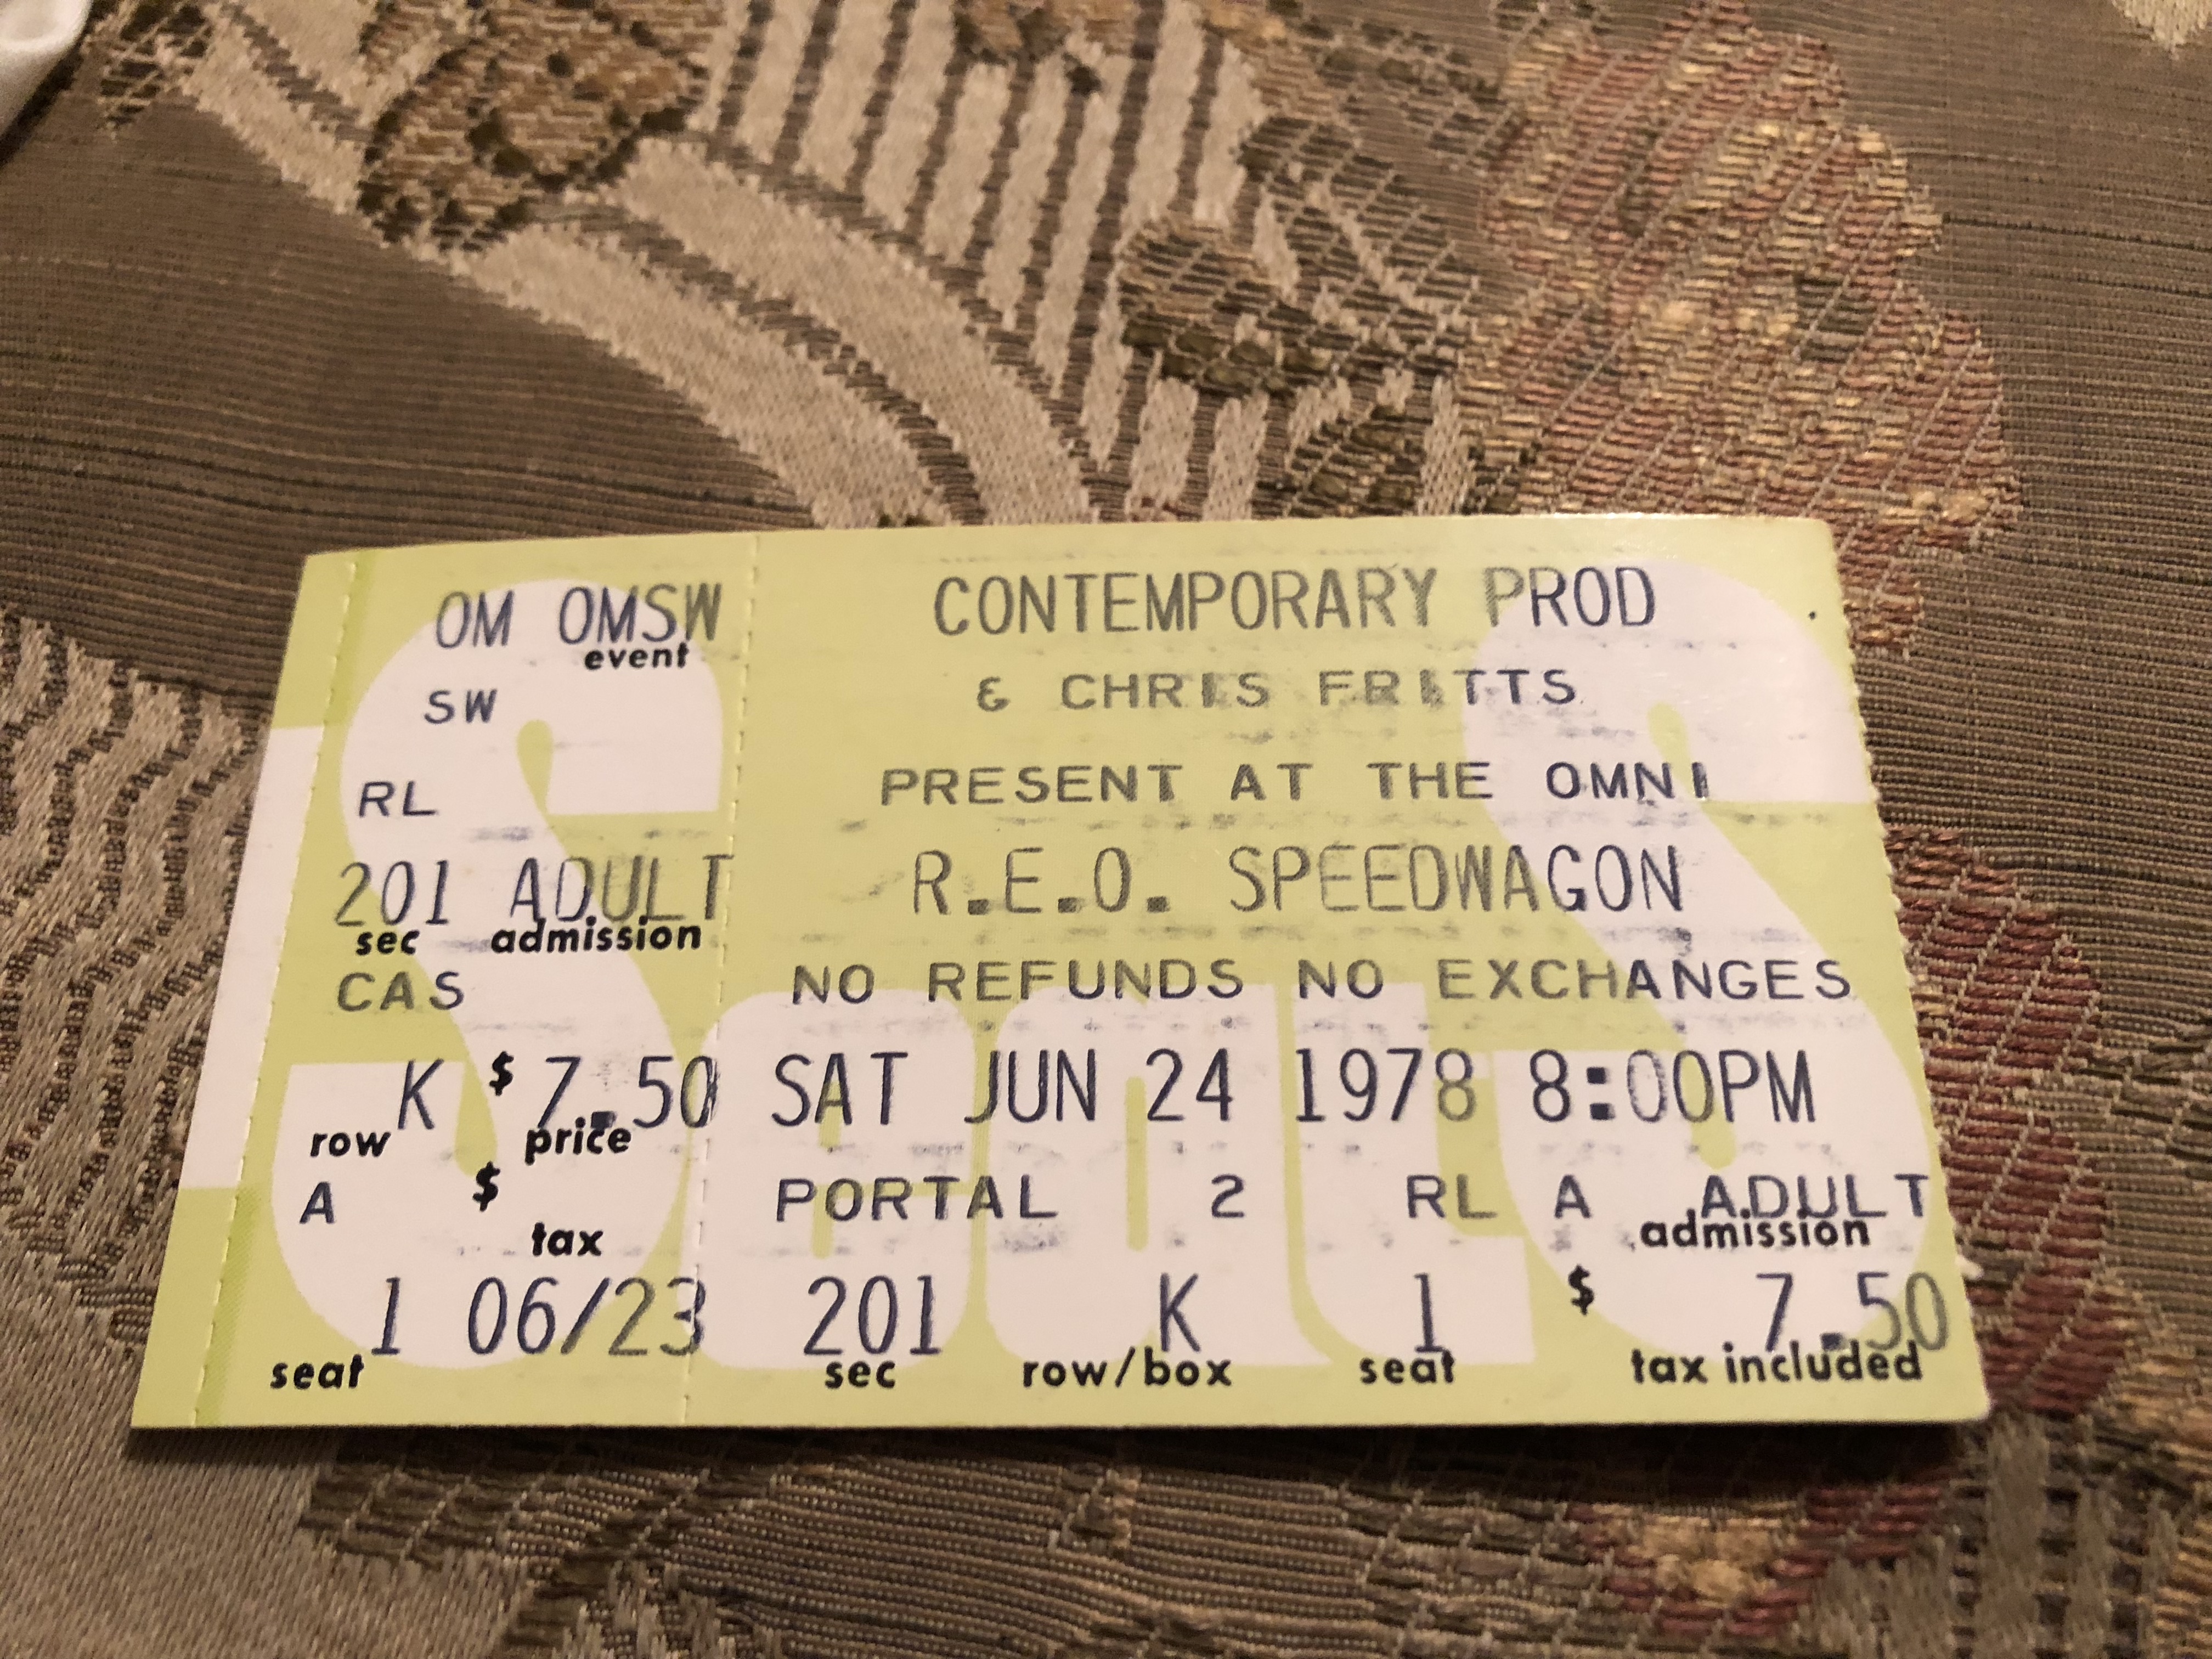 OM OMSW
event
SW
RL
201 ADULT
sec admission
CAS
K $ 7.50
row price
A $
tax
1 06/23
seat
CONTEMPORARY PROD
& CHRIS FRITTS
PRESENT AT THE OMNI
R.E.O. SPEEDWAGON
NO REFUNDS NO EXCHANGES
SAT JUN 24 1978 8:00PM
PORTAL 2 RL A ADULT
admission
201 K 1 $ 7.50
sec row/box seat tax included
Seats